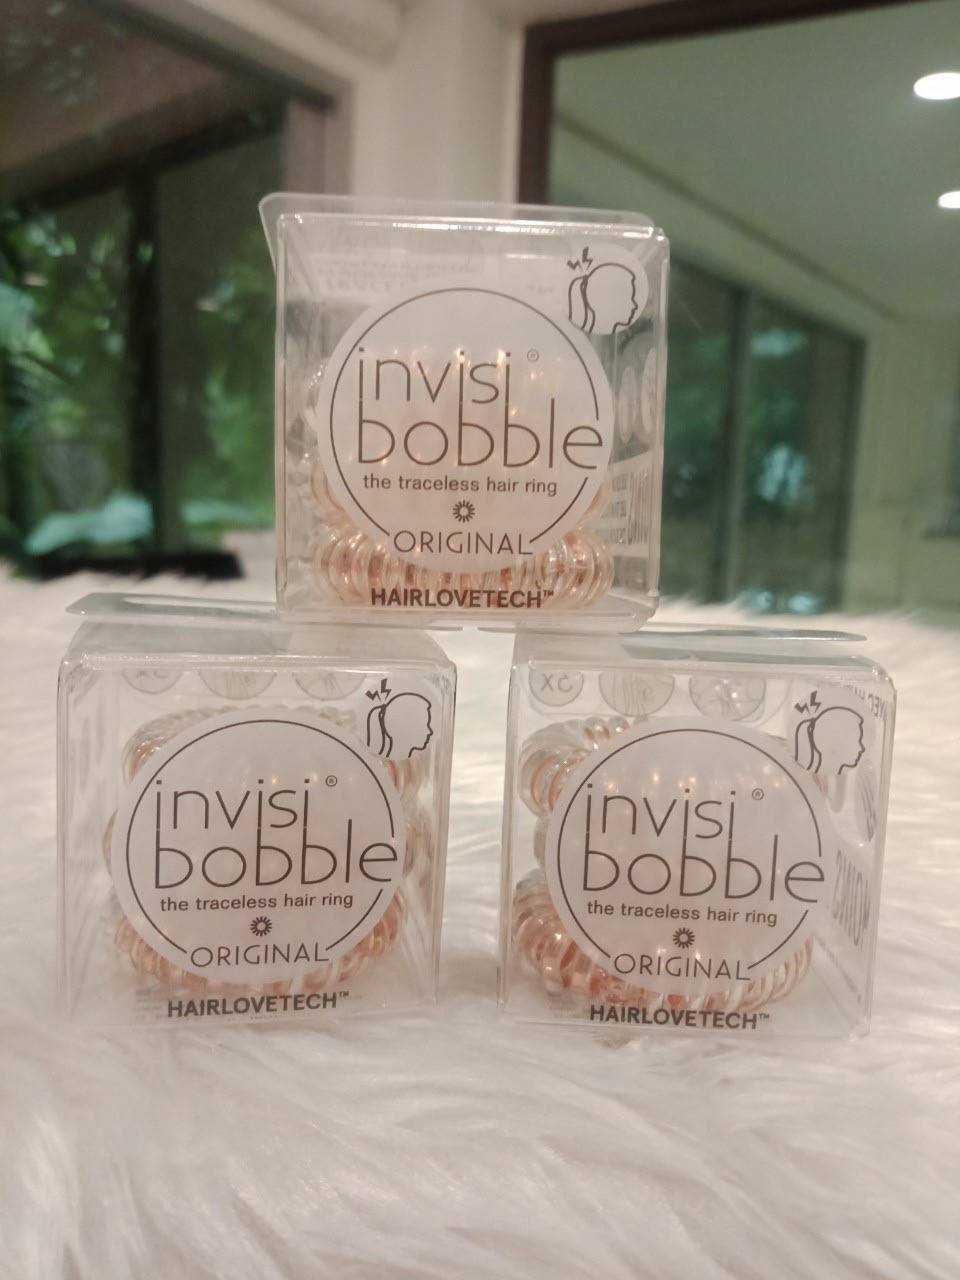 invisi®
bobble
the traceless hair ring
ORIGINAL
HAIRLOVETECH™
invisi®
bobble
the traceless hair ring
ORIGINAL
HAIRLOVETECH™
3x
invisi®
bobble
the traceless hair ring
ORIGINAL
HAIRLOVETECH™